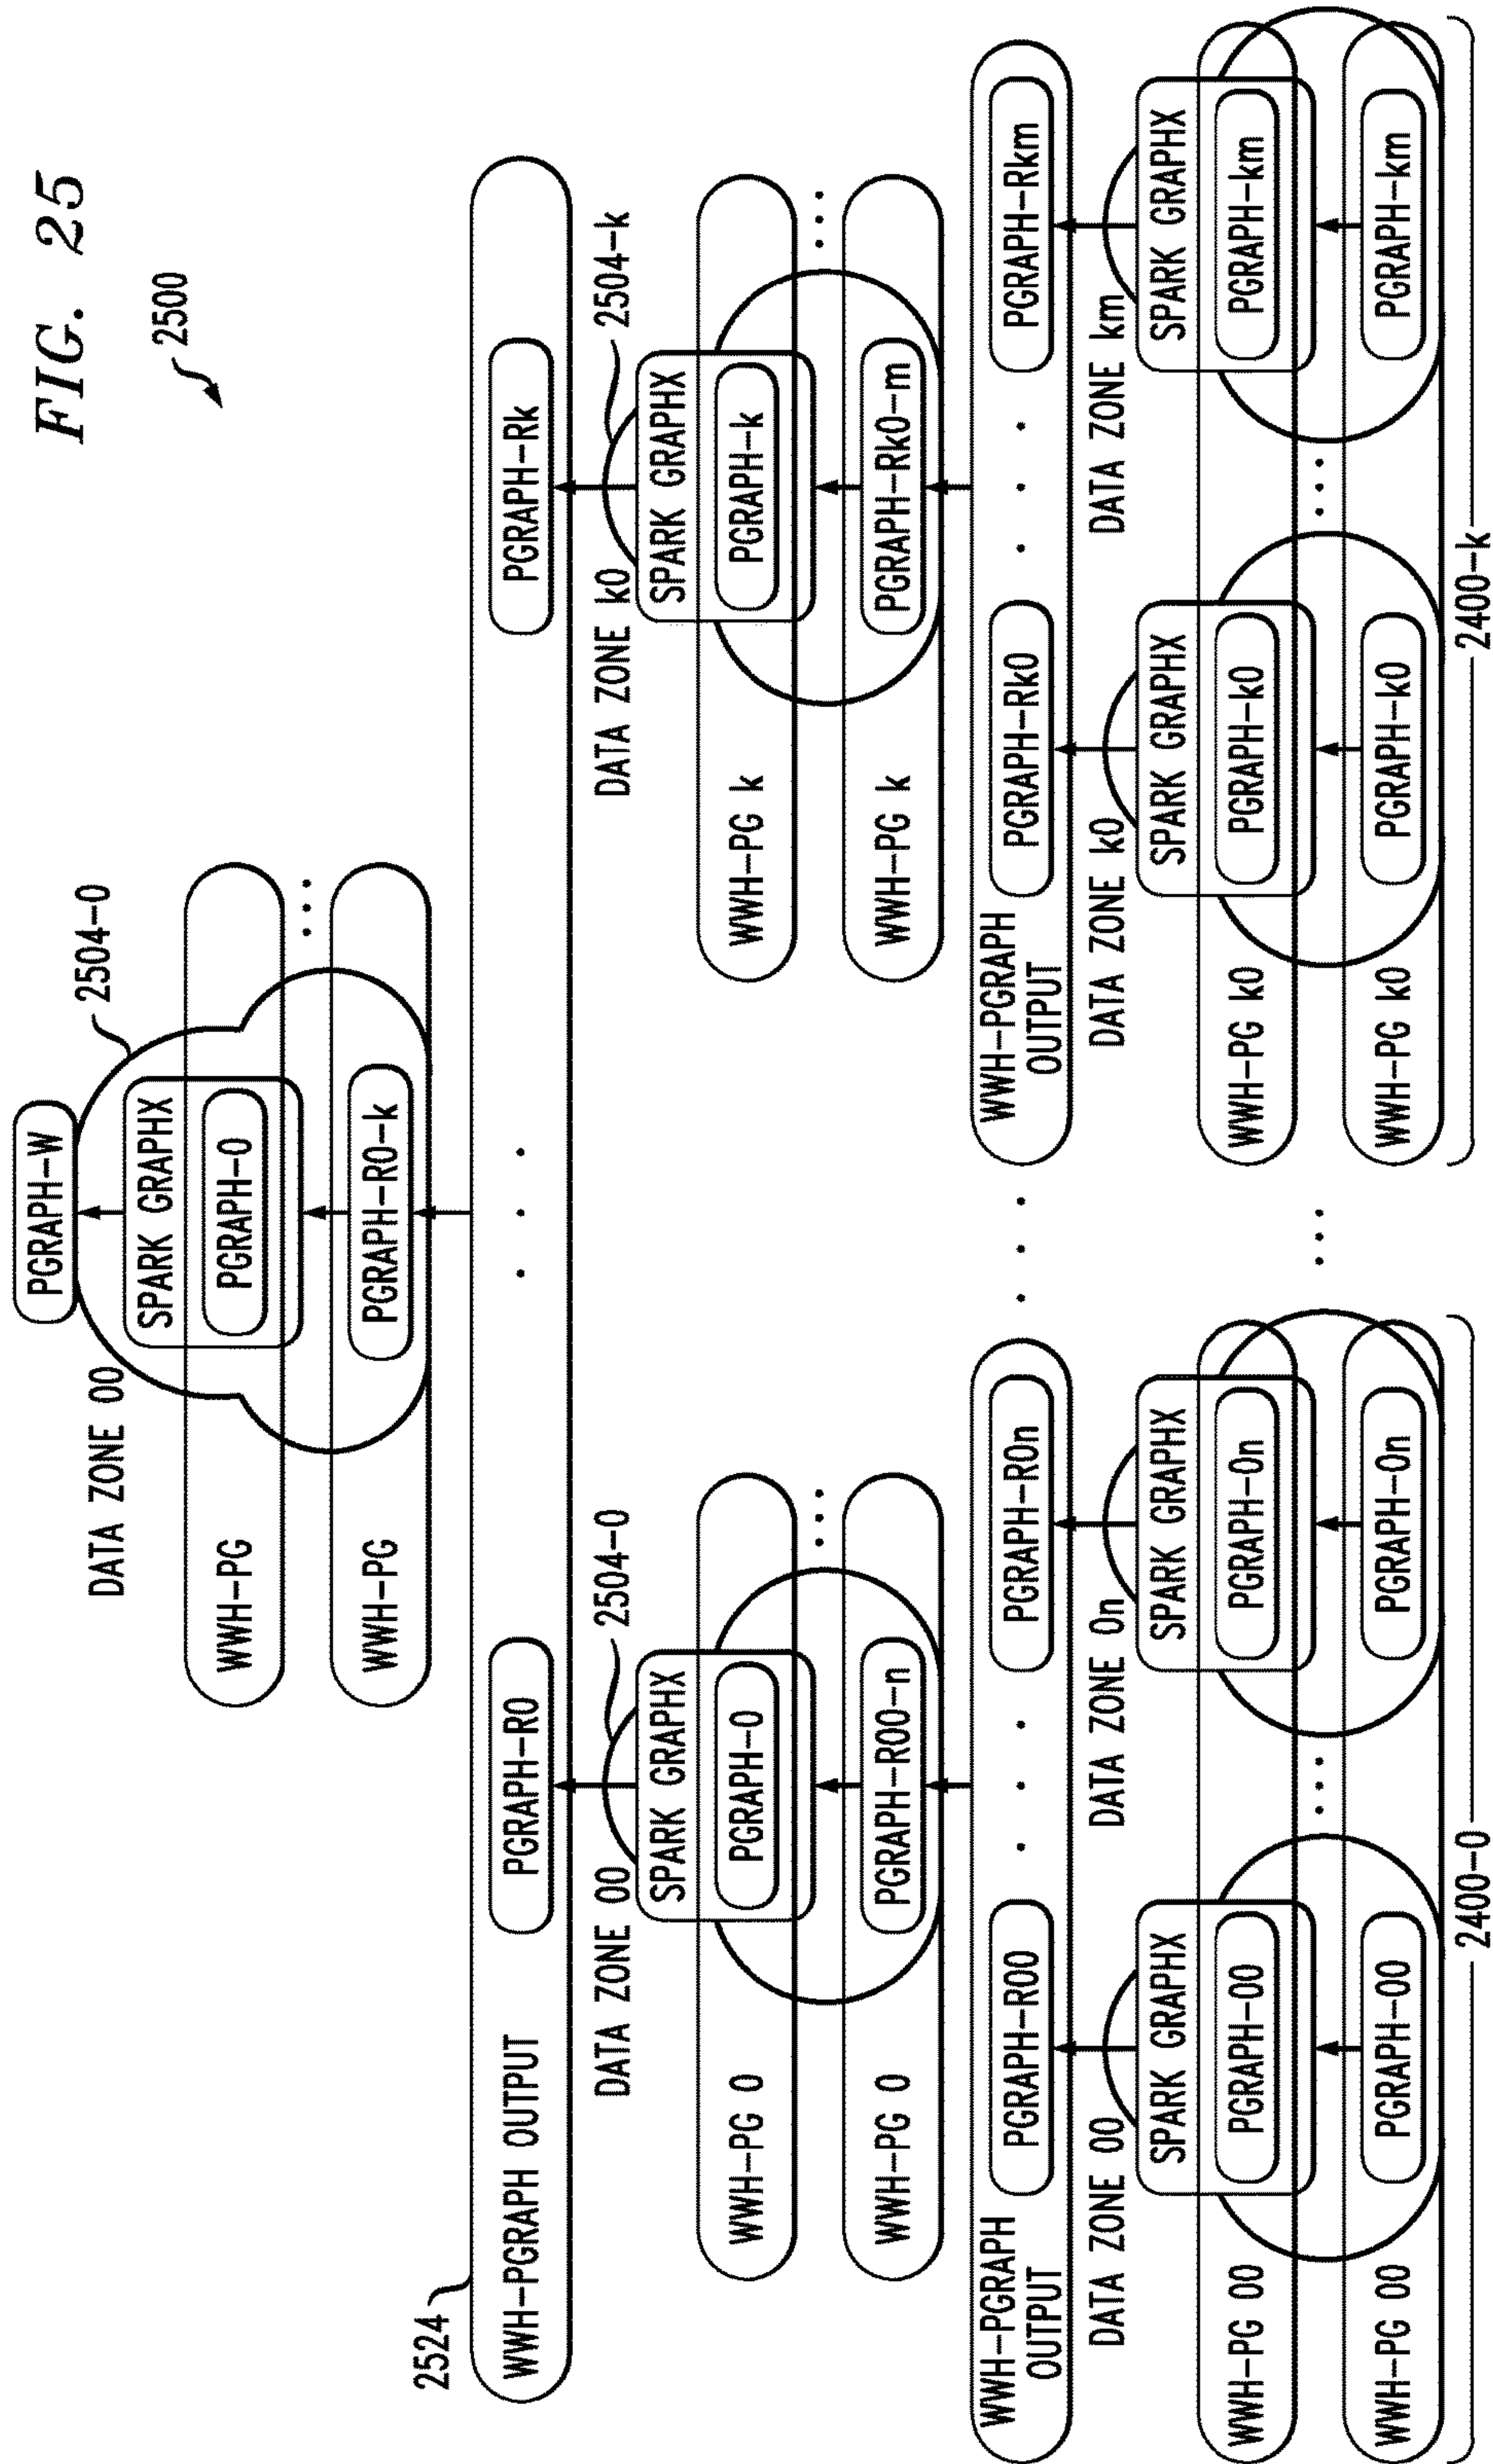 FIG. 25
2500
PGRAPH-W
DATA ZONE 00
2504-0
SPARK GRAPHX
WWH-PG
PGRAPH-0
...
WWH-PG
PGRAPH-R0-k
2524
WWH-PGRAPH OUTPUT
PGRAPH-R0
. . .
PGRAPH-Rk
DATA ZONE 00
2504-0
DATA ZONE k0
2504-k
SPARK GRAPHX
SPARK GRAPHX
WWH-PG 0
PGRAPH-0
...
WWH-PG k
PGRAPH-k
...
WWH-PG 0
PGRAPH-R00-n
WWH-PG k
PGRAPH-Rk0-m
WWH-PGRAPH
OUTPUT
PGRAPH-R00
. . .
PGRAPH-R0n
. . .
WWH-PGRAPH
OUTPUT
PGRAPH-Rk0
. . .
PGRAPH-Rkm
DATA ZONE 00
DATA ZONE 0n
DATA ZONE k0
DATA ZONE km
SPARK GRAPHX
SPARK GRAPHX
SPARK GRAPHX
SPARK GRAPHX
WWH-PG 00
PGRAPH-00
PGRAPH-0n
WWH-PG k0
PGRAPH-k0
PGRAPH-km
...
...
...
WWH-PG 00
PGRAPH-00
PGRAPH-0n
WWH-PG k0
PGRAPH-k0
PGRAPH-km
2400-0
2400-k